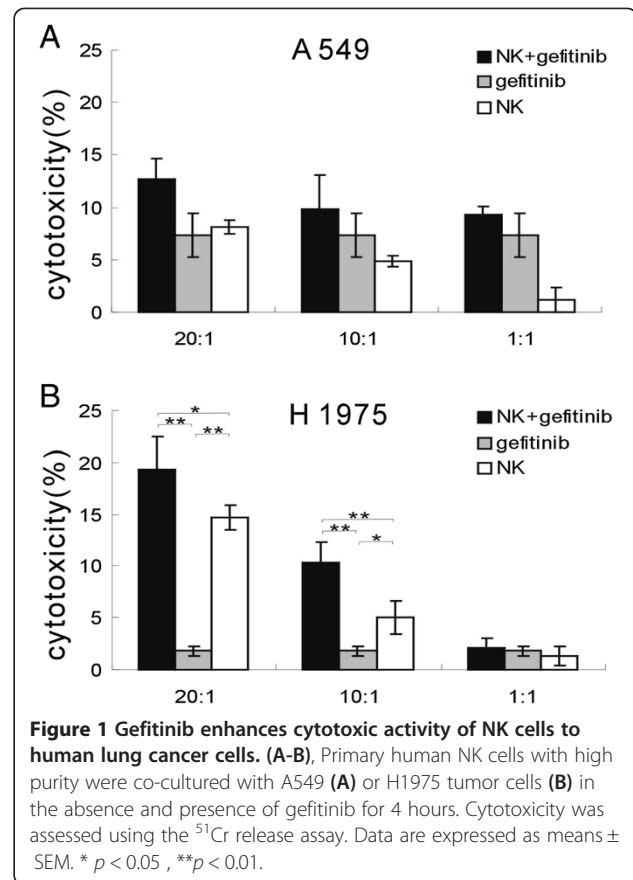 A
A 549
NK+gefitinib
gefitinib
NK
cytotoxicity(%)
25
20
15
10
5
0
20:1
10:1
1:1
B
H 1975
NK+gefitinib
gefitinib
NK
cytotoxicity(%)
25
20
15
10
5
0
*
**
**
**
**
*
20:1
10:1
1:1
Figure 1 Gefitinib enhances cytotoxic activity of NK cells to
human lung cancer cells. (A-B), Primary human NK cells with high
purity were co-cultured with A549 (A) or H1975 tumor cells (B) in
the absence and presence of gefitinib for 4 hours. Cytotoxicity was
assessed using the ⁵¹Cr release assay. Data are expressed as means ±
SEM. * p < 0.05 , **p < 0.01.